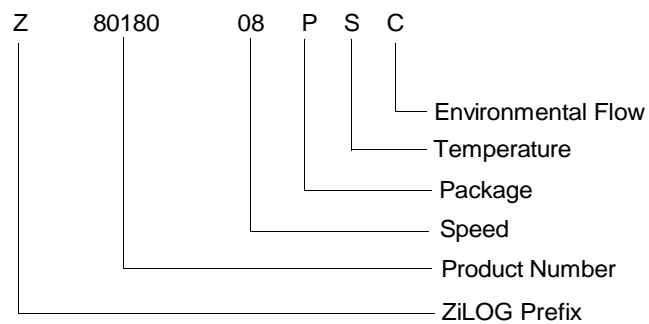 Z 80180 08 P S C
Environmental Flow
Temperature
Package
Speed
Product Number
ZiLOG Prefix